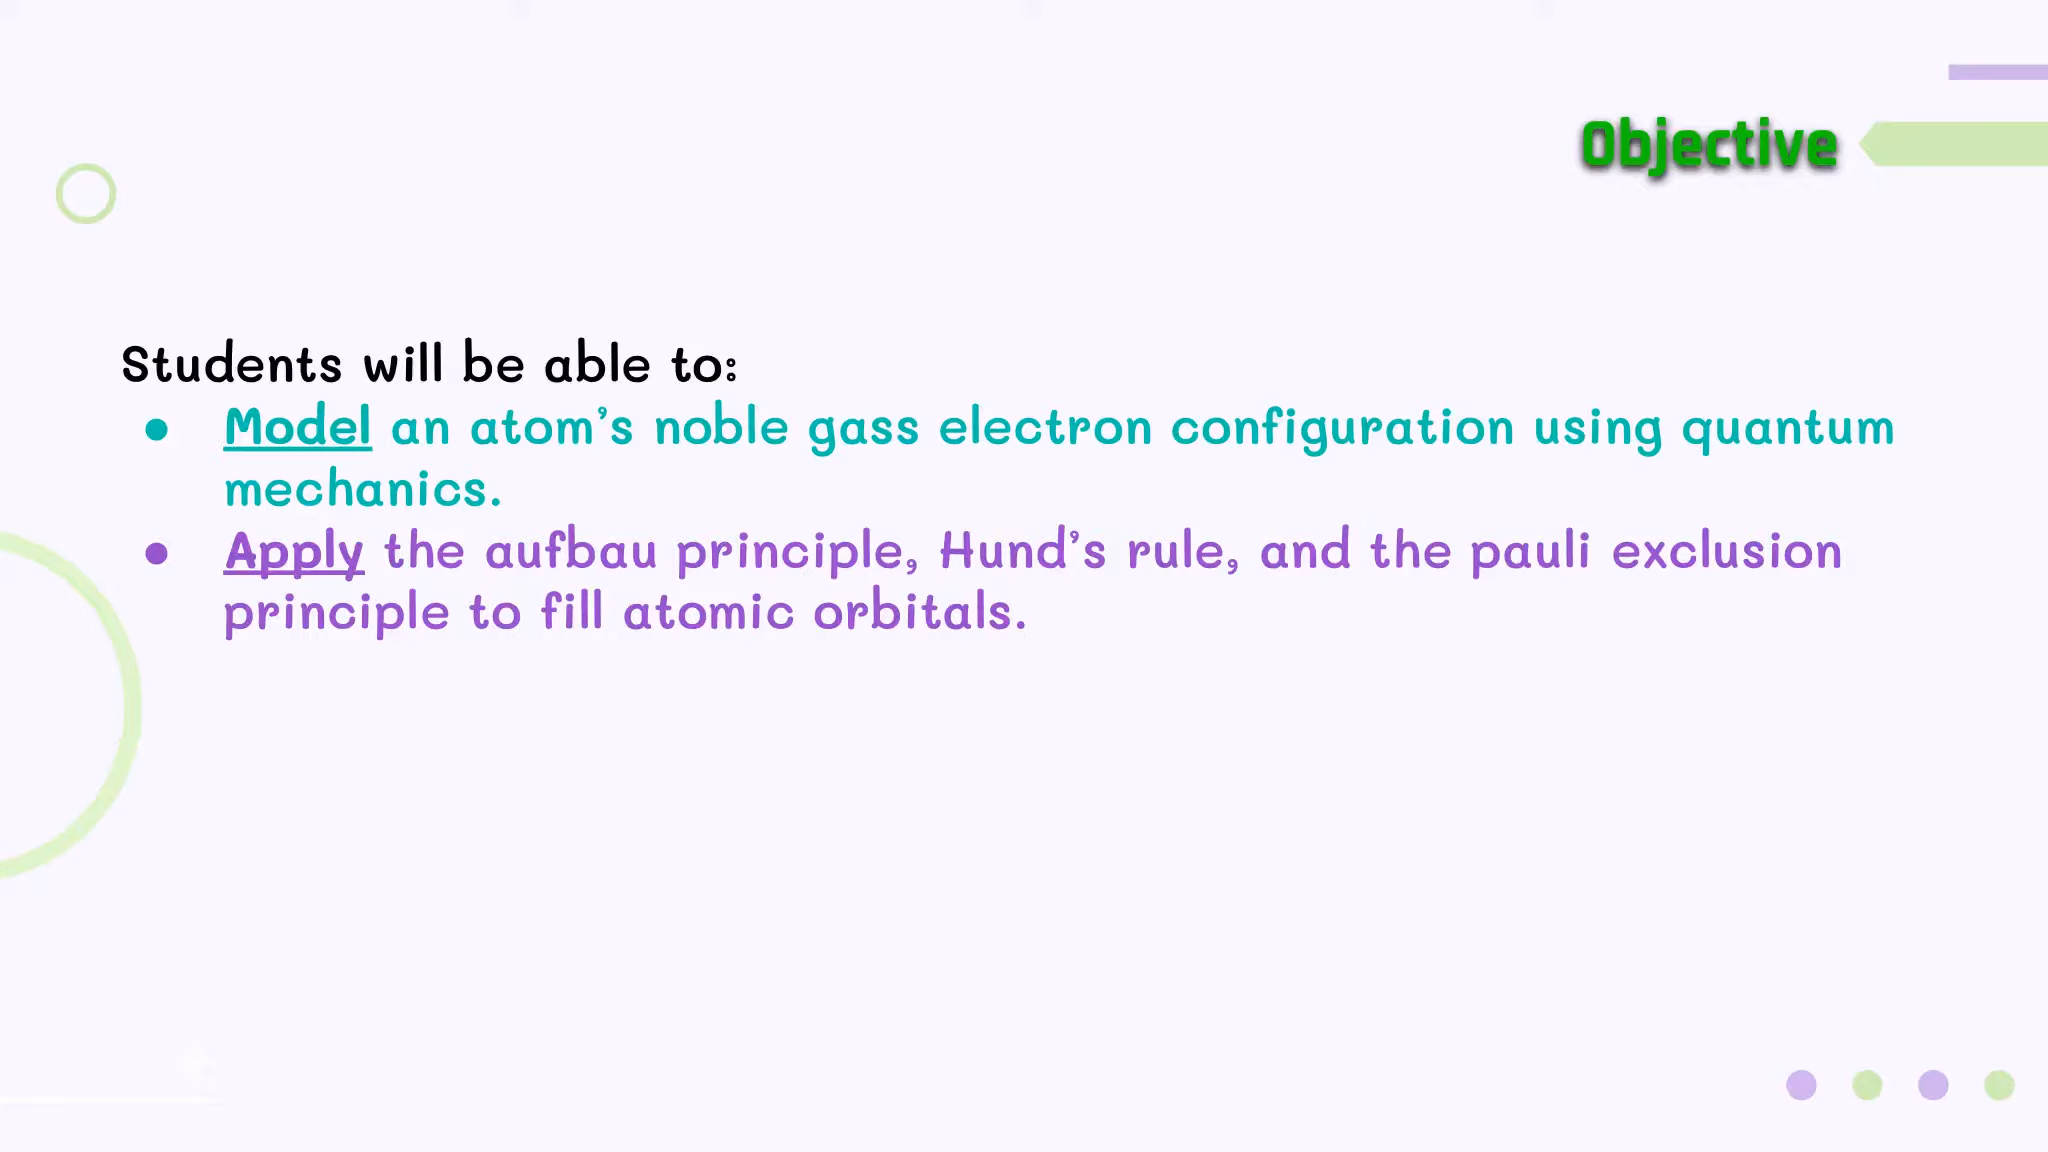 Objective
Students will be able to:
● Model an atom’s noble gass electron configuration using quantum
mechanics.
● Apply the aufbau principle, Hund’s rule, and the pauli exclusion
principle to fill atomic orbitals.